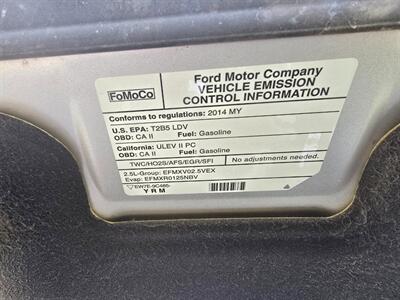 FoMoCo
Ford Motor Company
VEHICLE EMISSION
CONTROL INFORMATION
Conforms to regulations: 2014 MY
U.S. EPA: T2B5 LDV
OBD: CA II Fuel: Gasoline
California: ULEV II PC
OBD: CA II Fuel: Gasoline
TWC/HO2S/AFS/EGR/SFI No adjustments needed.
2.5L-Group: EFMXV02.5VEX
Evap: EFMXR0125NBV
EW7E-9C485-
YRM